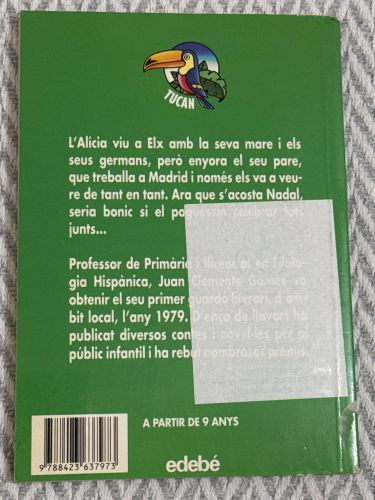 TUCAN
L'Alícia viu a Elx amb la seva mare i els
seus germans, però enyora el seu pare,
que treballa a Madrid i només els va a veu-
re de tant en tant. Ara que s'acosta Nadal,
seria bonic si el poguessin celebrar tots
junts...
Professor de Primària i llicenciat en Filolo-
gia Hispànica, Juan Clemente Gómez va
obtenir el seu primer guardó literari, d'àm-
bit local, l'any 1979. D'ença de llavors ha
publicat diversos contes i novel·les per al
públic infantil i ha rebut nombrosos premis.
A PARTIR DE 9 ANYS
9 788423 637973
edebé